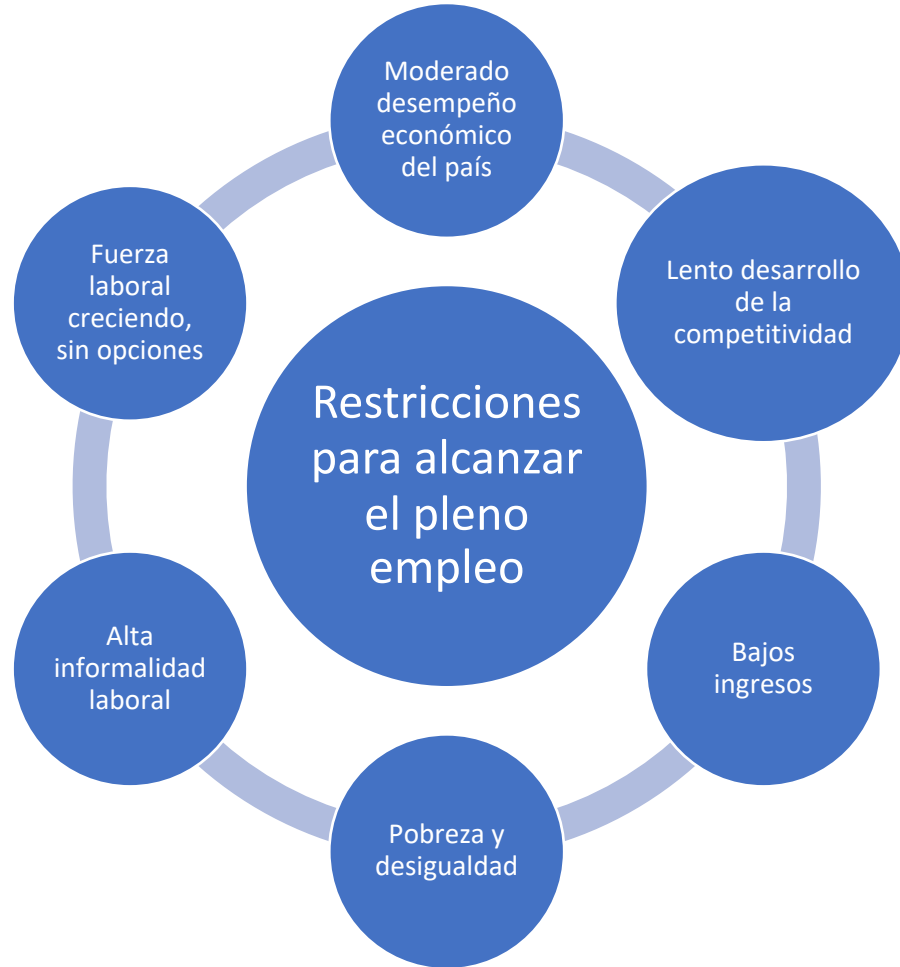 Moderado
desempeño
económico
del país
Lento desarrollo
de la
competitividad
Bajos
ingresos
Pobreza y
desigualdad
Alta
informalidad
laboral
Fuerza
laboral
creciendo,
sin opciones
Restricciones
para alcanzar
el pleno
empleo